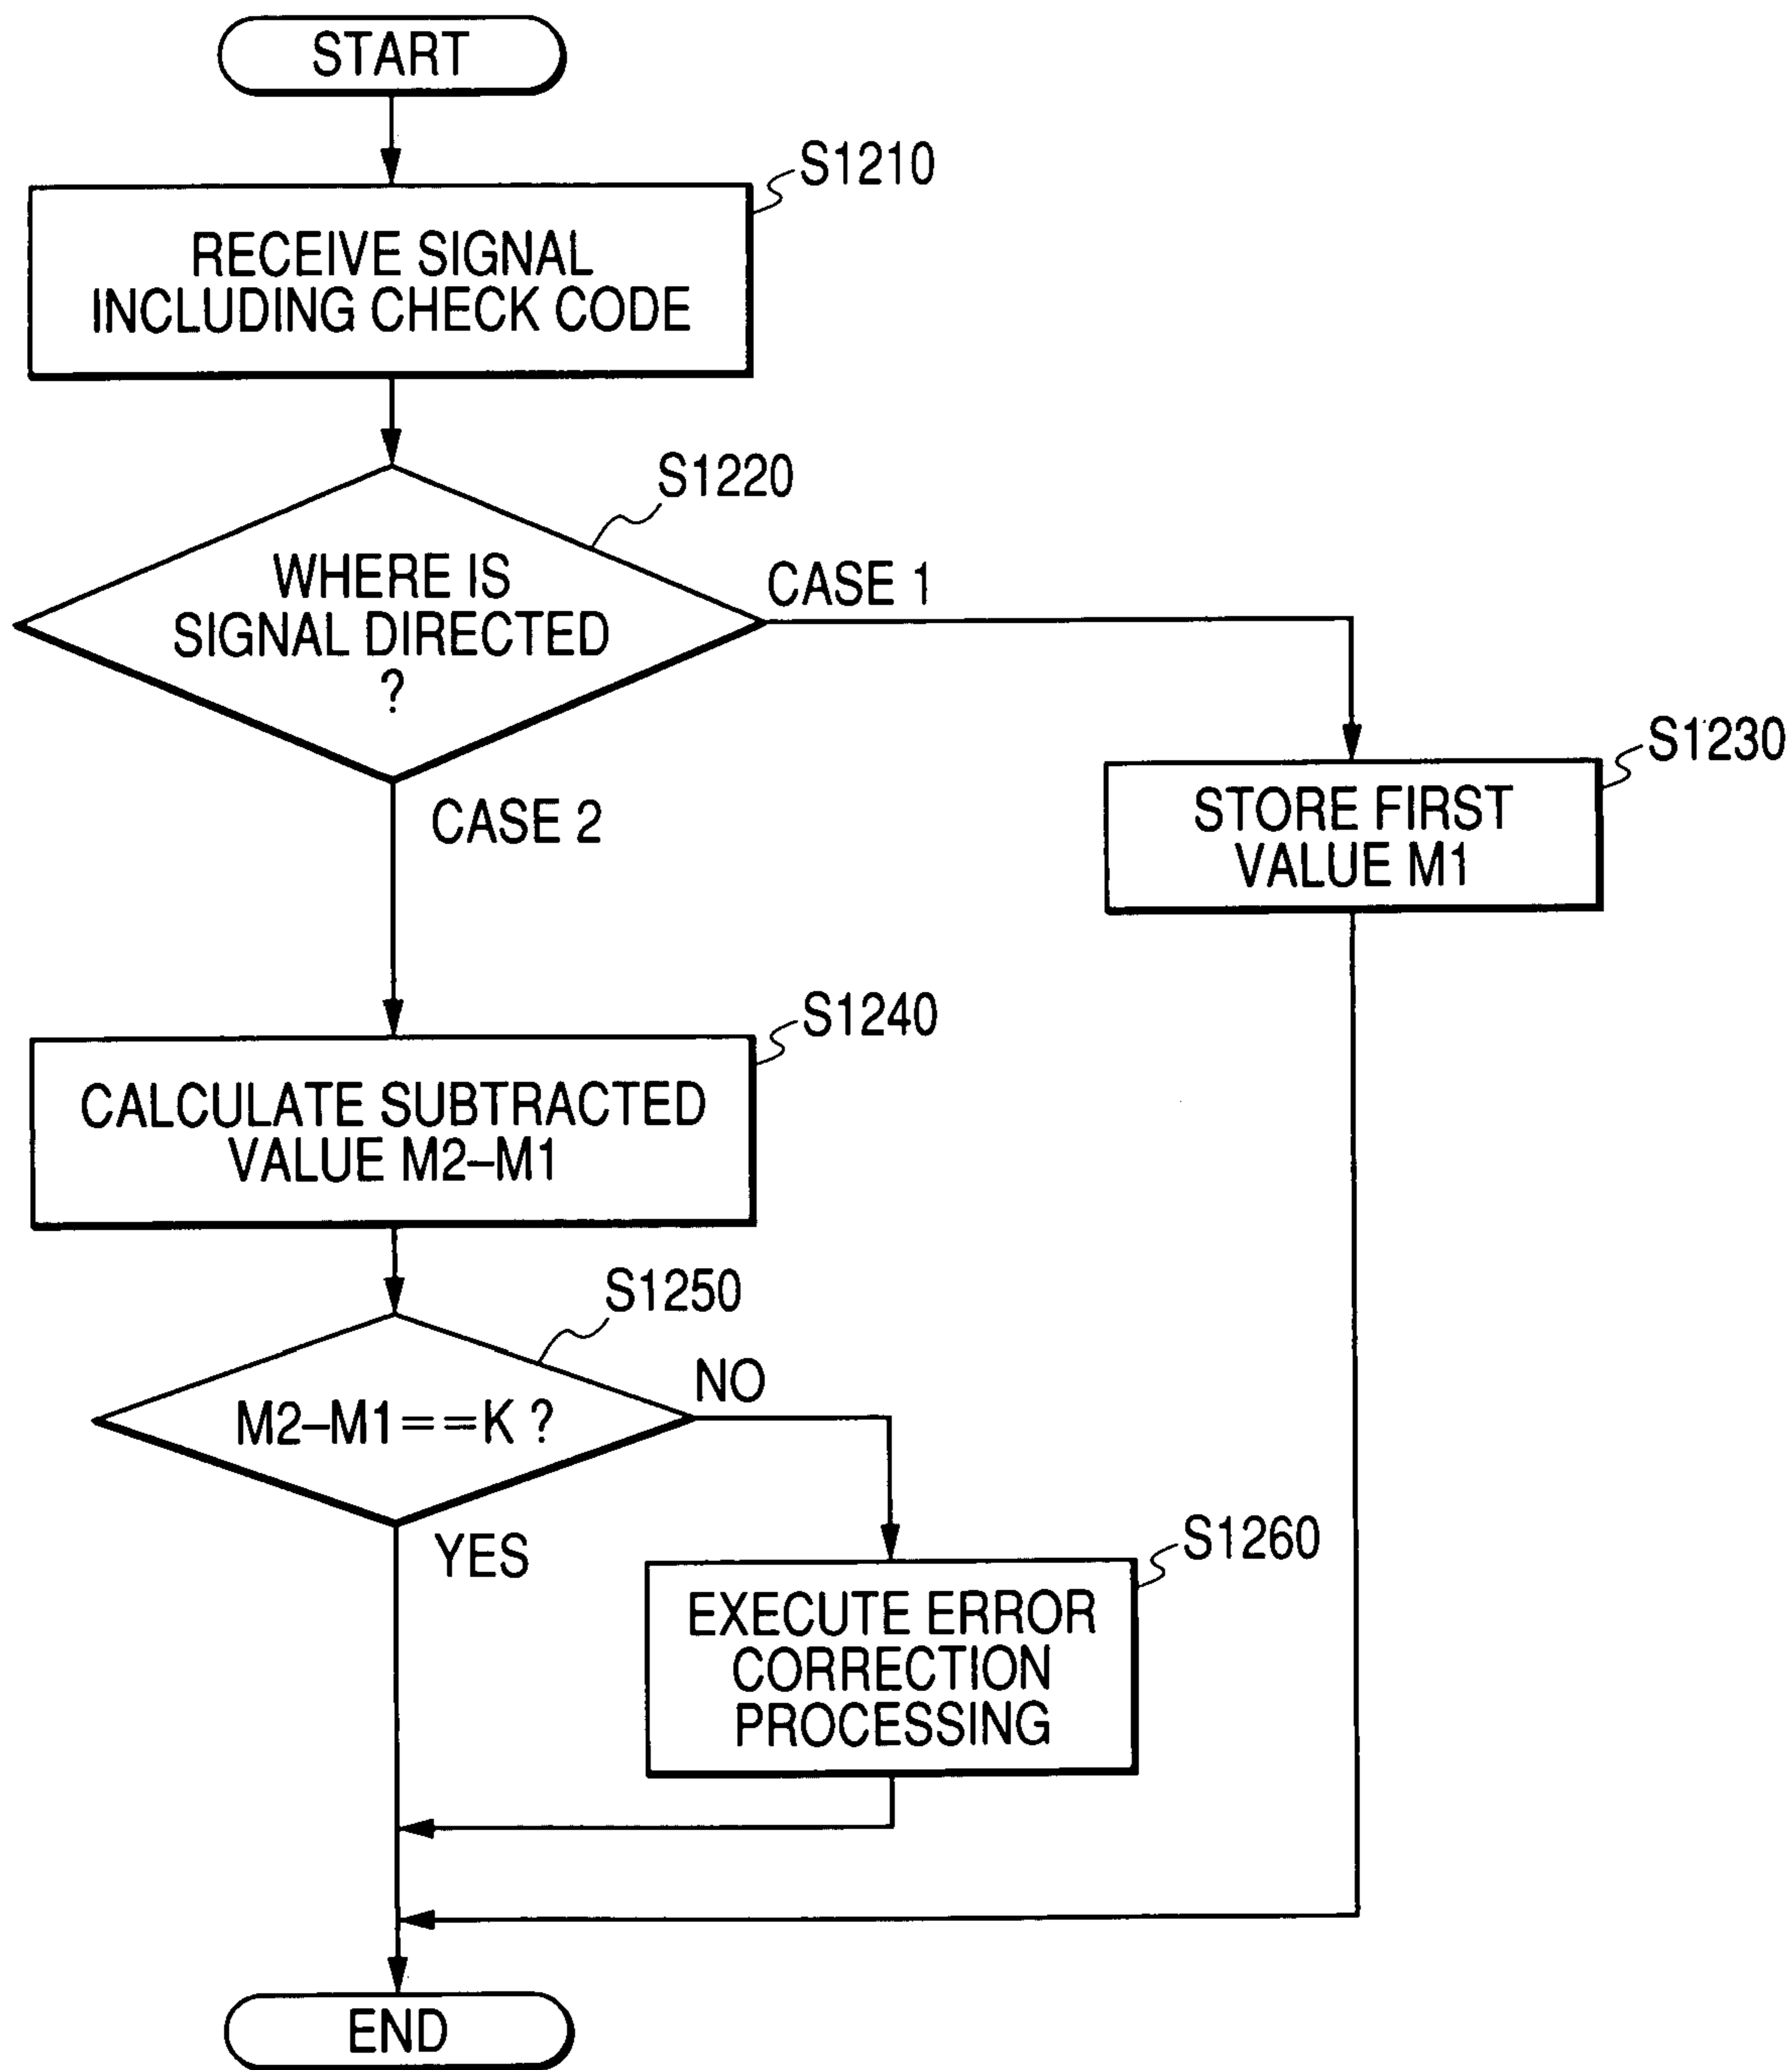 START
S1210
RECEIVE SIGNAL
INCLUDING CHECK CODE
S1220
WHERE IS
SIGNAL DIRECTED
?
CASE 1
CASE 2
S1230
STORE FIRST
VALUE M1
S1240
CALCULATE SUBTRACTED
VALUE M2–M1
S1250
M2–M1==K ?
NO
YES
S1260
EXECUTE ERROR
CORRECTION
PROCESSING
END